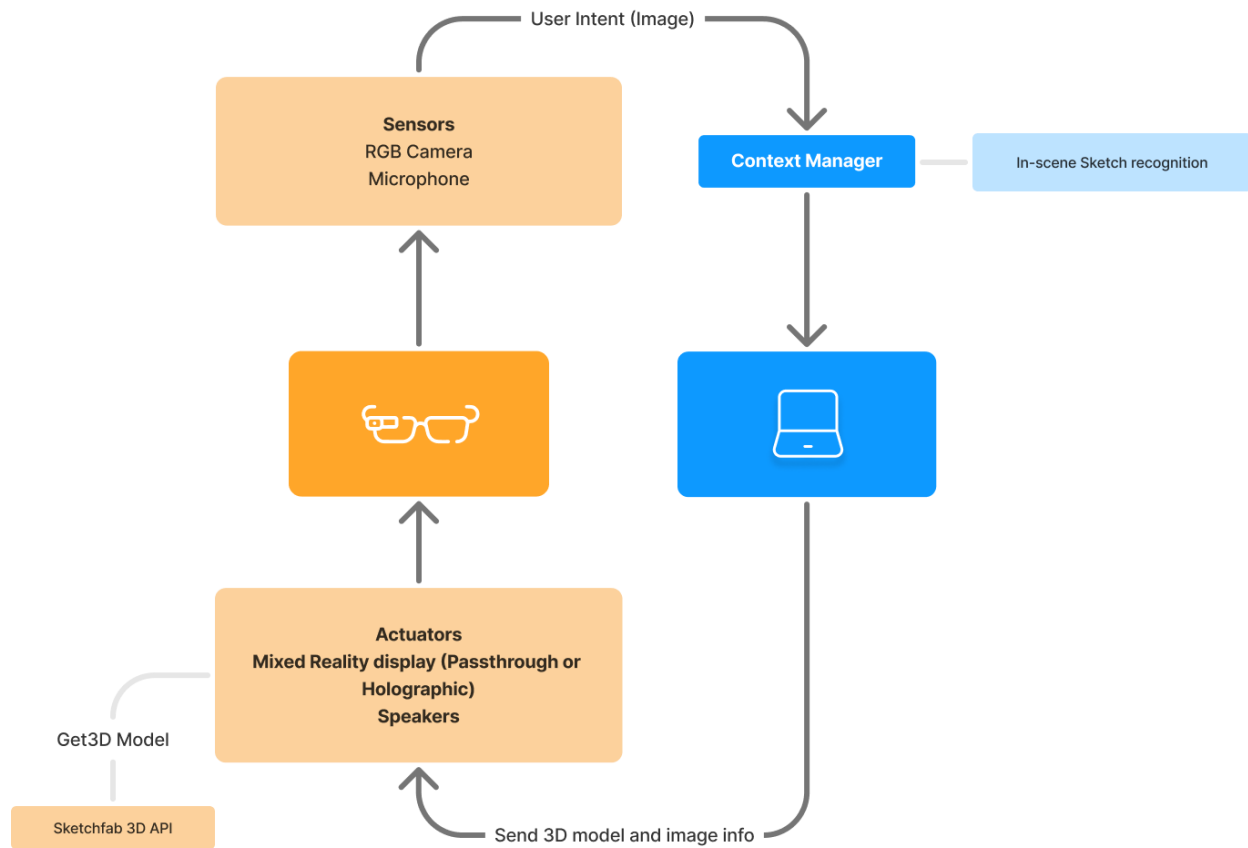 User Intent (Image)
Sensors
RGB Camera
Microphone
Context Manager
In-scene Sketch recognition
Actuators
Mixed Reality display (Passthrough or
Holographic)
Speakers
Get3D Model
Sketchfab 3D API
Send 3D model and image info